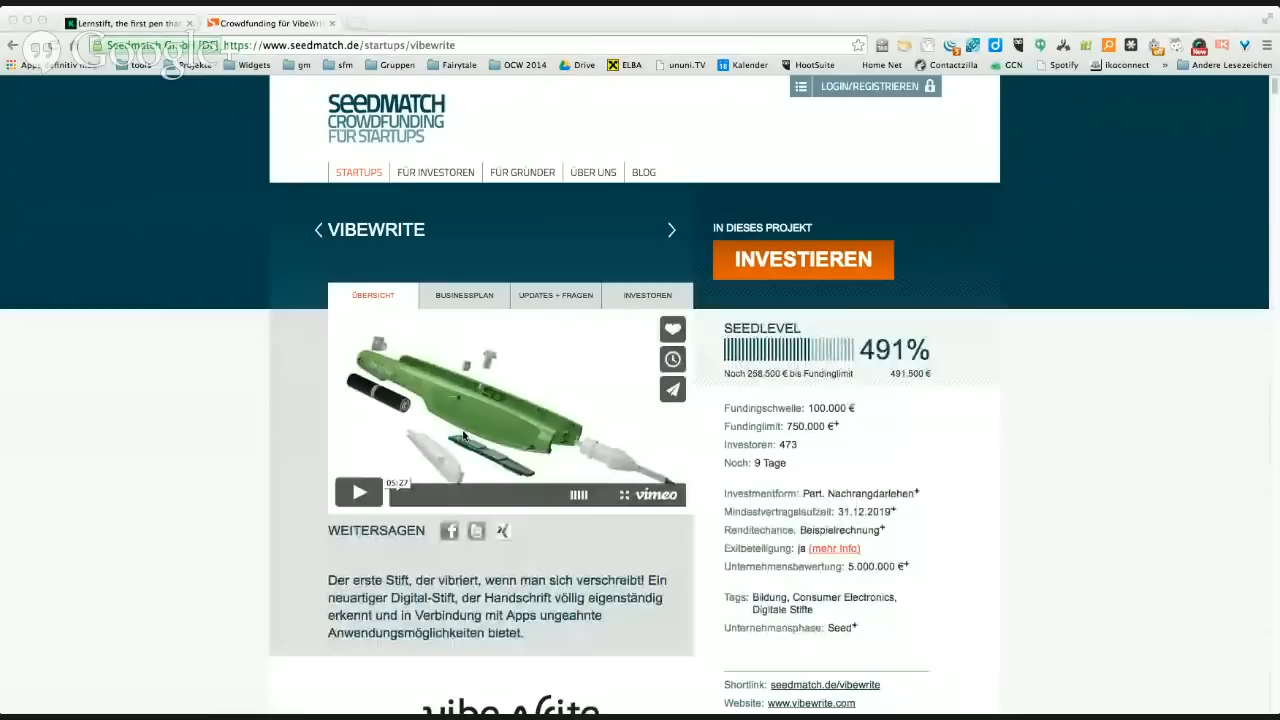 Lernstift, the first pen tha
Crowdfunding für VibeWri
Google+
https://www.seedmatch.de/startups/vibewrite
tools
Widgets
gm
sfm
Gruppen
Fairytale
OCW 2014
Drive
ELBA
ununi.TV
18
Kalender
HootSuite
Home Net
Contactzilla
GCN
Spotify
ikoconnect
»
Andere Lesezeichen
New
LOGIN/REGISTRIEREN
SEEDMATCH
CROWDFUNDING
FÜR STARTUPS
STARTUPS
FÜR INVESTOREN
FÜR GRÜNDER
ÜBER UNS
BLOG
VIBEWRITE
IN DIESES PROJEKT
INVESTIEREN
ÜBERSICHT
BUSINESSPLAN
UPDATES + FRAGEN
INVESTOREN
SEEDLEVEL
491%
Noch 258.500 € bis Fundinglimit
491.500 €
Fundingschwelle: 100.000 €
Fundinglimit: 750.000 €+
Investoren: 473
Noch: 9 Tage
05:27
vimeo
Investmentform: Part. Nachrangdarlehen+
Mindestvertragslaufzeit: 31.12.2019+
Renditechance: Beispielrechnung+
Exitbeteiligung: ja (mehr Info)
Unternehmensbewertung: 5.000.000 €+
WEITERSAGEN
Der erste Stift, der vibriert, wenn man sich verschreibt! Ein
neuartiger Digital-Stift, der Handschrift völlig eigenständig
erkennt und in Verbindung mit Apps ungeahnte
Anwendungsmöglichkeiten bietet.
Tags: Bildung, Consumer Electronics,
Digitale Stifte
Unternehmensphase: Seed+
Shortlink: seedmatch.de/vibewrite
Website: www.vibewrite.com
vibewrite